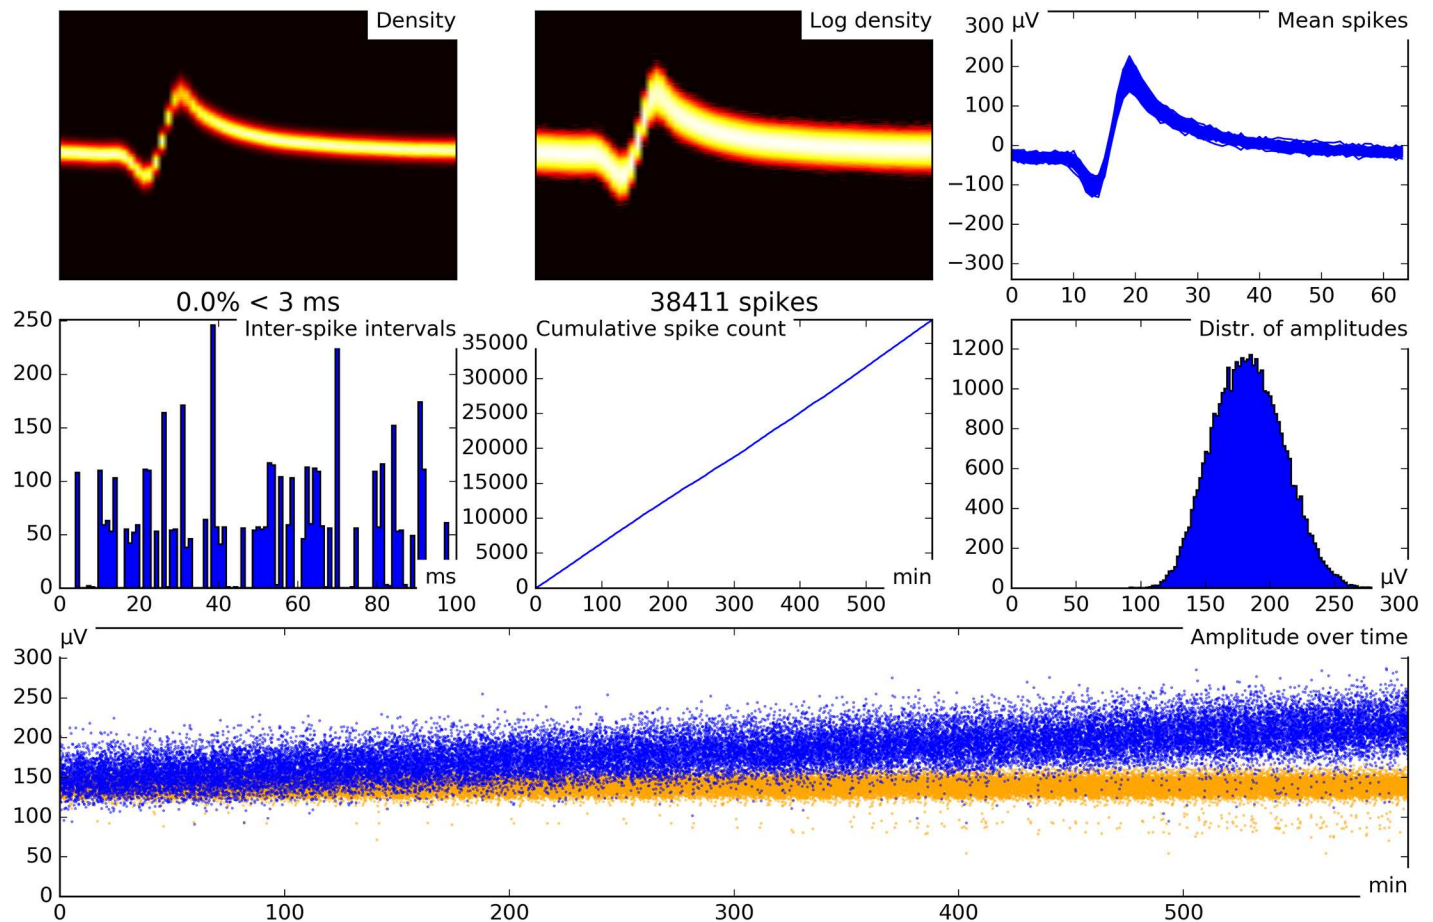 Density
Log density
Mean spikes
µV
300
200
100
0
−100
−200
−300
0 10 20 30 40 50 60
0.0% < 3 ms
38411 spikes
Inter-spike intervals
250
200
150
100
50
0
ms
0 20 40 60 80 100
Cumulative spike count
35000
30000
25000
20000
15000
10000
5000
0
min
0 100 200 300 400 500
Distr. of amplitudes
1200
1000
800
600
400
200
0
µV
0 50 100 150 200 250 300
µV
Amplitude over time
300
250
200
150
100
50
0
min
0 100 200 300 400 500